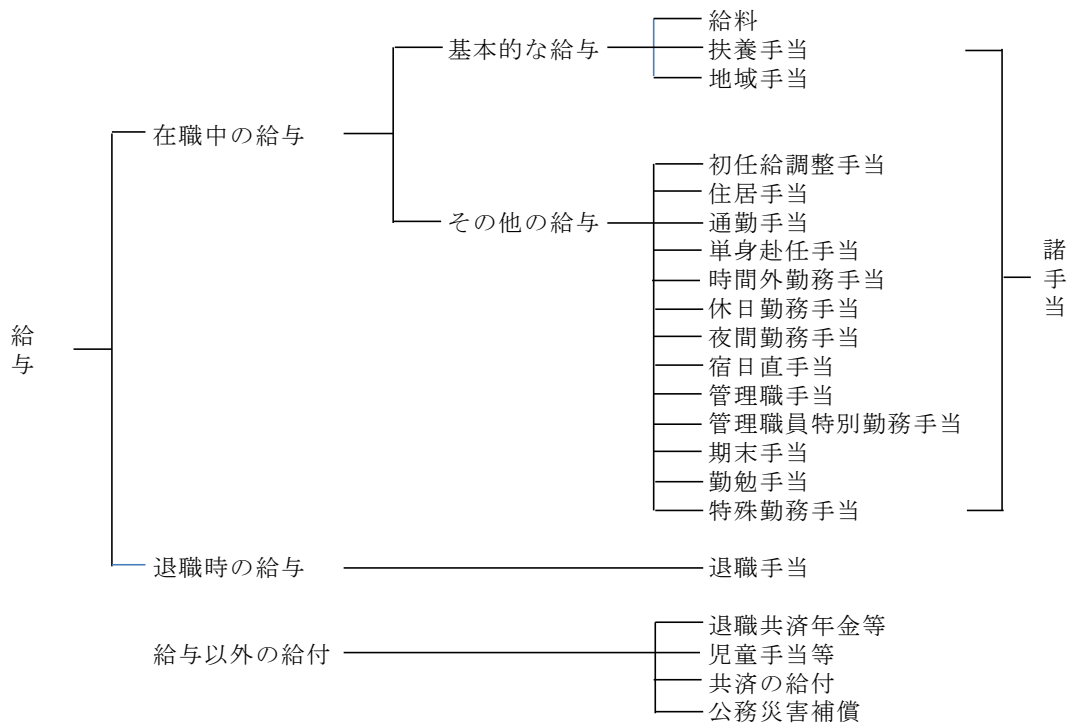 給料
基本的な給与
扶養手当
地域手当
在職中の給与
初任給調整手当
住居手当
その他の給与
通勤手当
単身赴任手当
時間外勤務手当
休日勤務手当
夜間勤務手当
宿日直手当
管理職手当
管理職員特別勤務手当
期末手当
勤勉手当
特殊勤務手当
諸手当
給与
退職時の給与
退職手当
給与以外の給付
退職共済年金等
児童手当等
共済の給付
公務災害補償